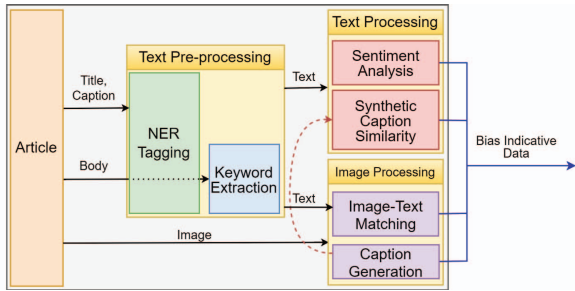 Article
Title,
Caption
Body
Image
Text Pre-processing
NER
Tagging
Keyword
Extraction
Text
Text
Text Processing
Sentiment
Analysis
Synthetic
Caption
Similarity
Image Processing
Image-Text
Matching
Caption
Generation
Bias Indicative
Data